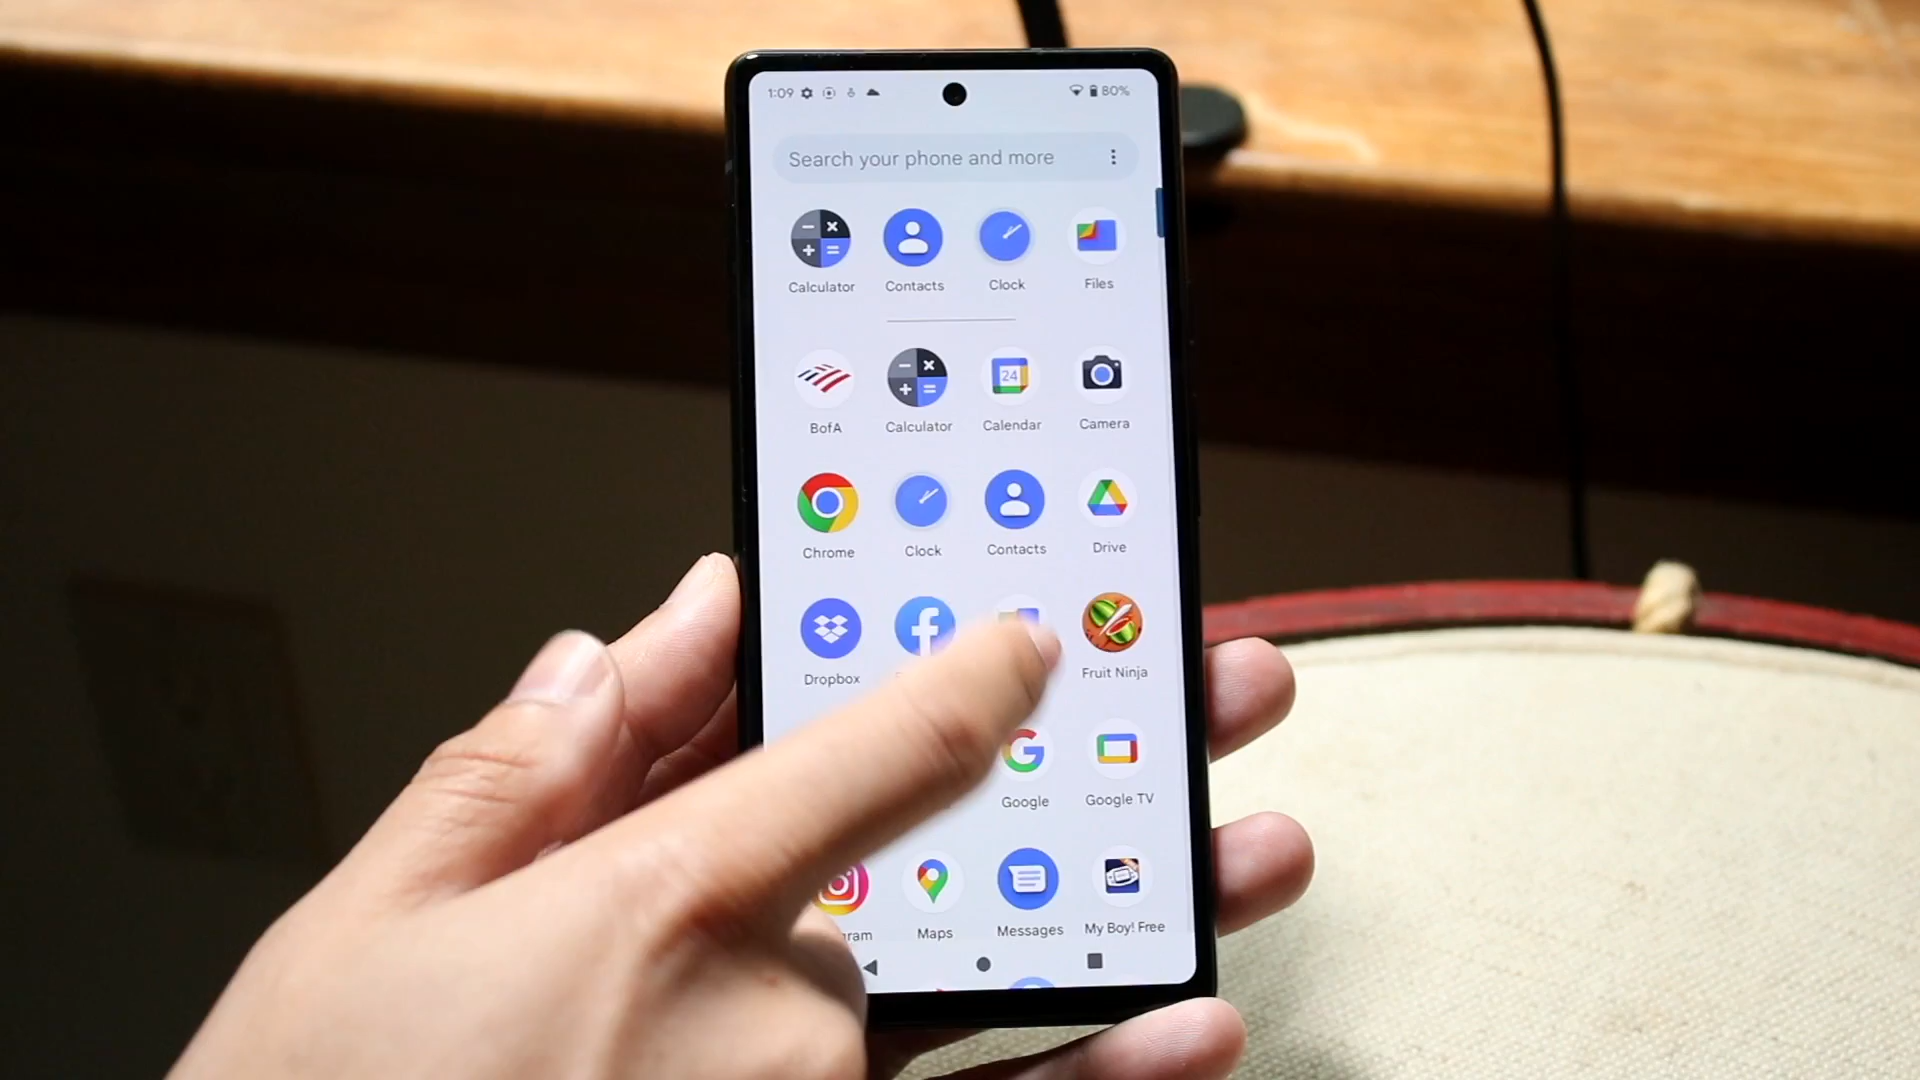 1:09 80%
Search your phone and more
Calculator Contacts Clock Files
24
BofA Calculator Calendar Camera
Chrome Clock Contacts Drive
Dropbox Fruit Ninja
Google Google TV
gram Maps Messages My Boy! Free